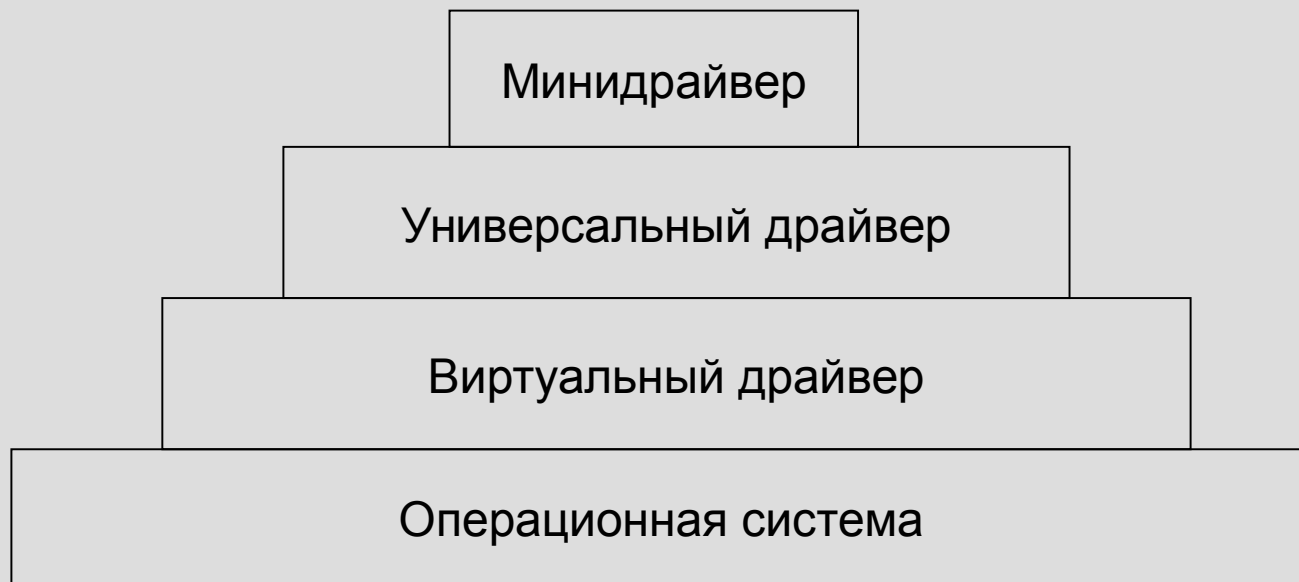 Минидрайвер
Универсальный драйвер
Виртуальный драйвер
Операционная система